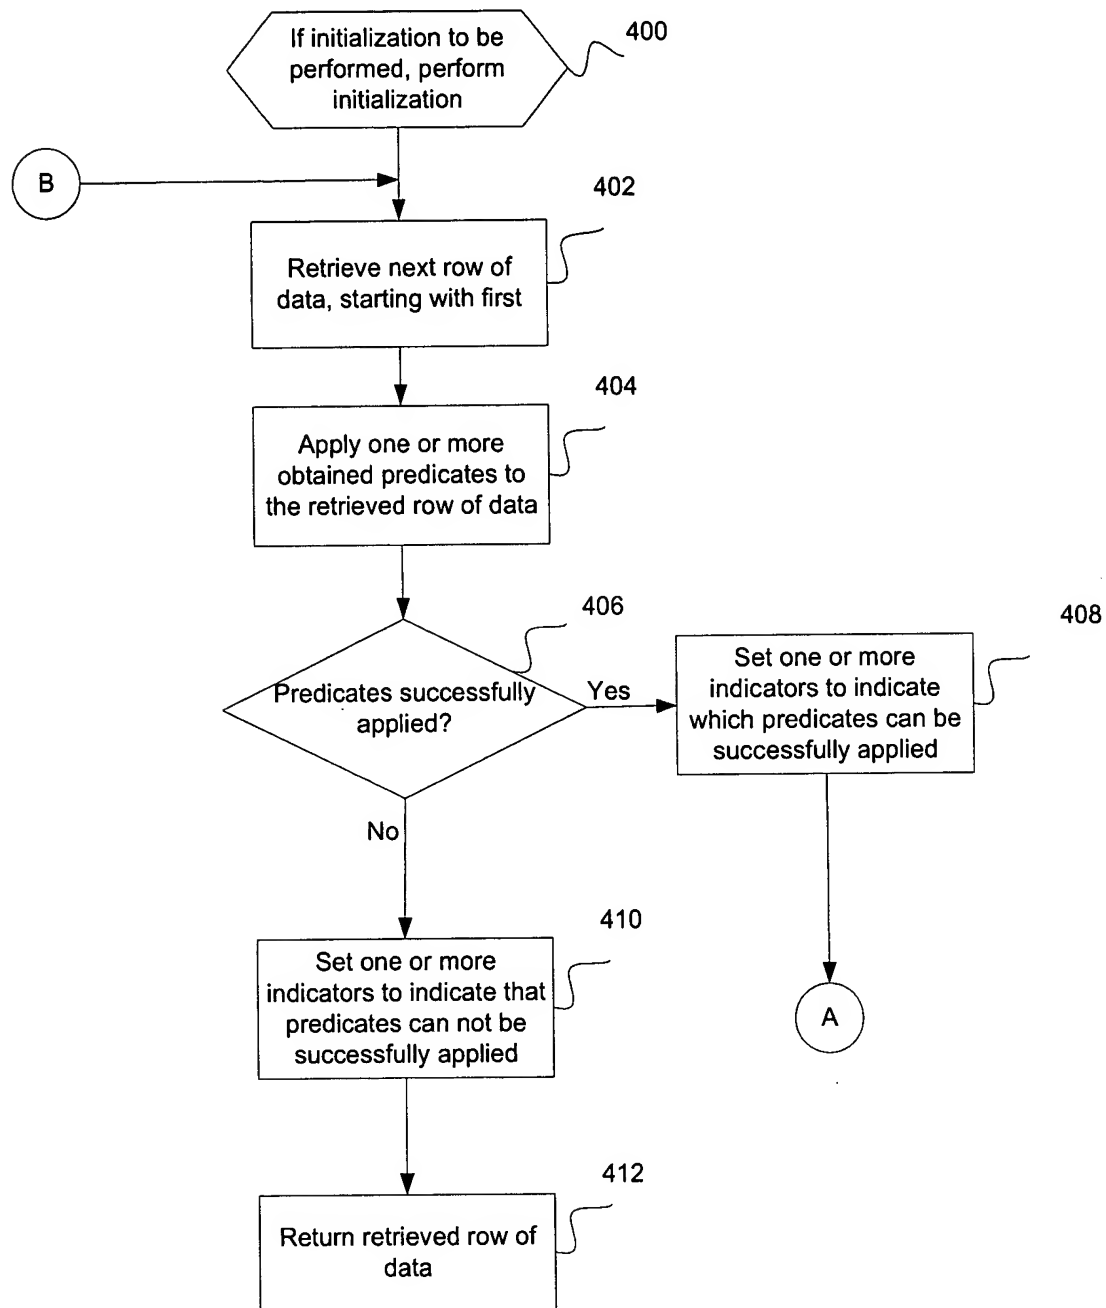 If initialization to be
performed, perform
initialization
400
B
402
Retrieve next row of
data, starting with first
404
Apply one or more
obtained predicates to
the retrieved row of data
406
Predicates successfully
applied?
Yes
408
Set one or more
indicators to indicate
which predicates can be
successfully applied
No
410
Set one or more
indicators to indicate that
predicates can not be
successfully applied
A
412
Return retrieved row of
data